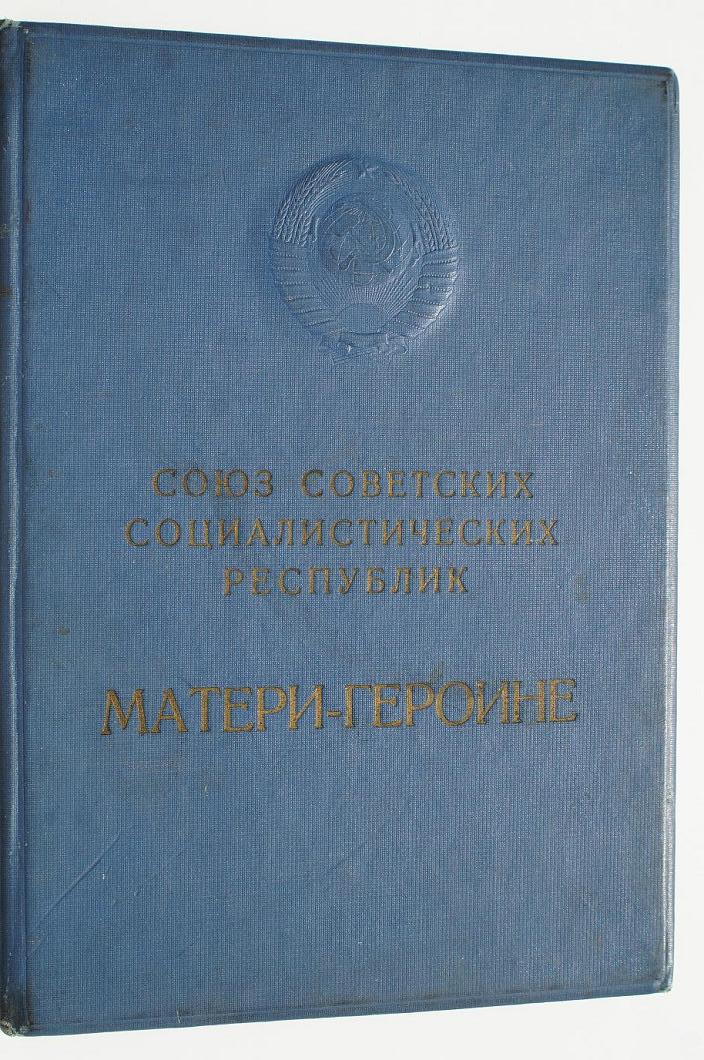 СОЮЗ СОВЕТСКИХ
СОЦИАЛИСТИЧЕСКИХ
РЕСПУБЛИК
МАТЕРИ-ГЕРОИНЕ